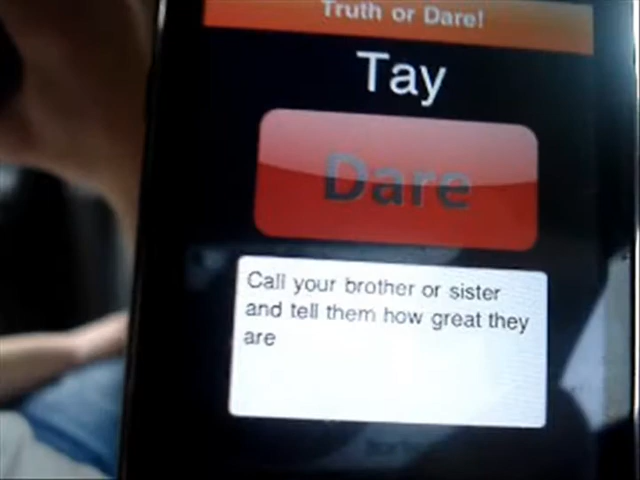 Truth or Dare!
Tay
Dare
Call your brother or sister
and tell them how great they
are